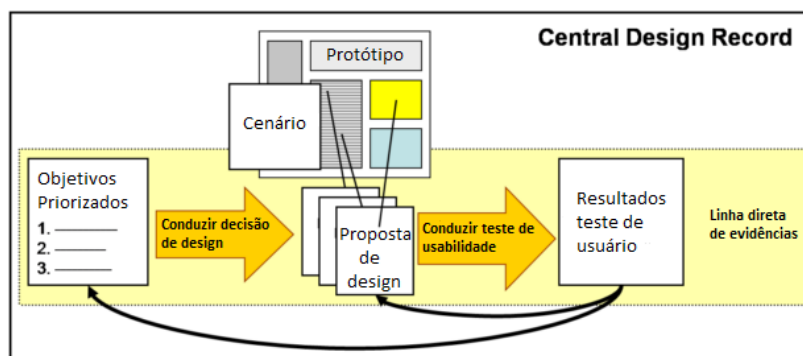 Central Design Record
Protótipo
Cenário
Objetivos
Priorizados
1.
2.
3.
Conduzir decisão
de design
Proposta
de
design
Conduzir teste de
usabilidade
Resultados
teste de
usuário
Linha direta
de evidências